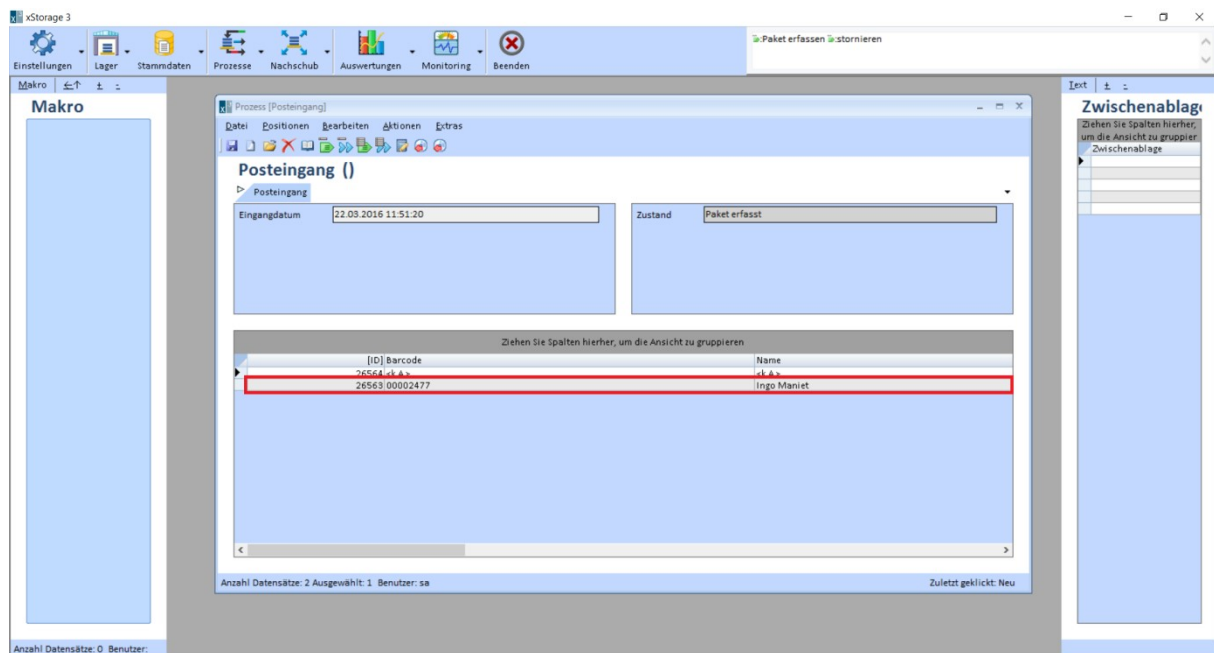 xStorage 3
Einstellungen Lager Stammdaten Prozesse Nachschub Auswertungen Monitoring Beenden
:Paket erfassen :stornieren
Makro
Text
Makro
Zwischenablag
Ziehen Sie Spalten hierher,
um die Ansicht zu gruppier
Zwischenablage
Prozess [Posteingang]
Datei Positionen Bearbeiten Aktionen Extras
Posteingang ()
Posteingang
Eingangdatum 22.03.2016 11:51:20
Zustand Paket erfasst
Ziehen Sie Spalten hierher, um die Ansicht zu gruppieren
[ID] Barcode Name
26564 <k.A> <k.A>
26563 00002477 Ingo Maniet
Anzahl Datensätze: 2 Ausgewählt: 1 Benutzer: sa
Zuletzt geklickt: Neu
Anzahl Datensätze: 0 Benutzer: